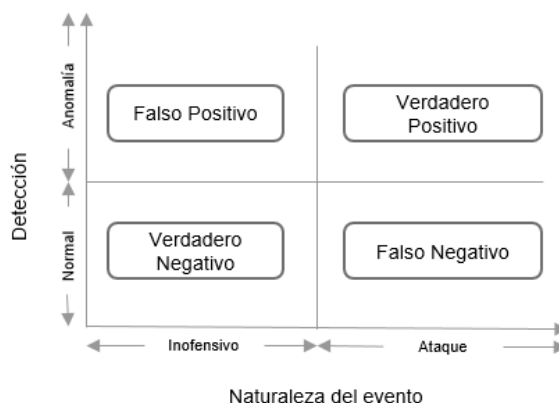 Detección
Anomalía
Normal
Falso Positivo
Verdadero
Positivo
Verdadero
Negativo
Falso Negativo
Inofensivo
Ataque
Naturaleza del evento